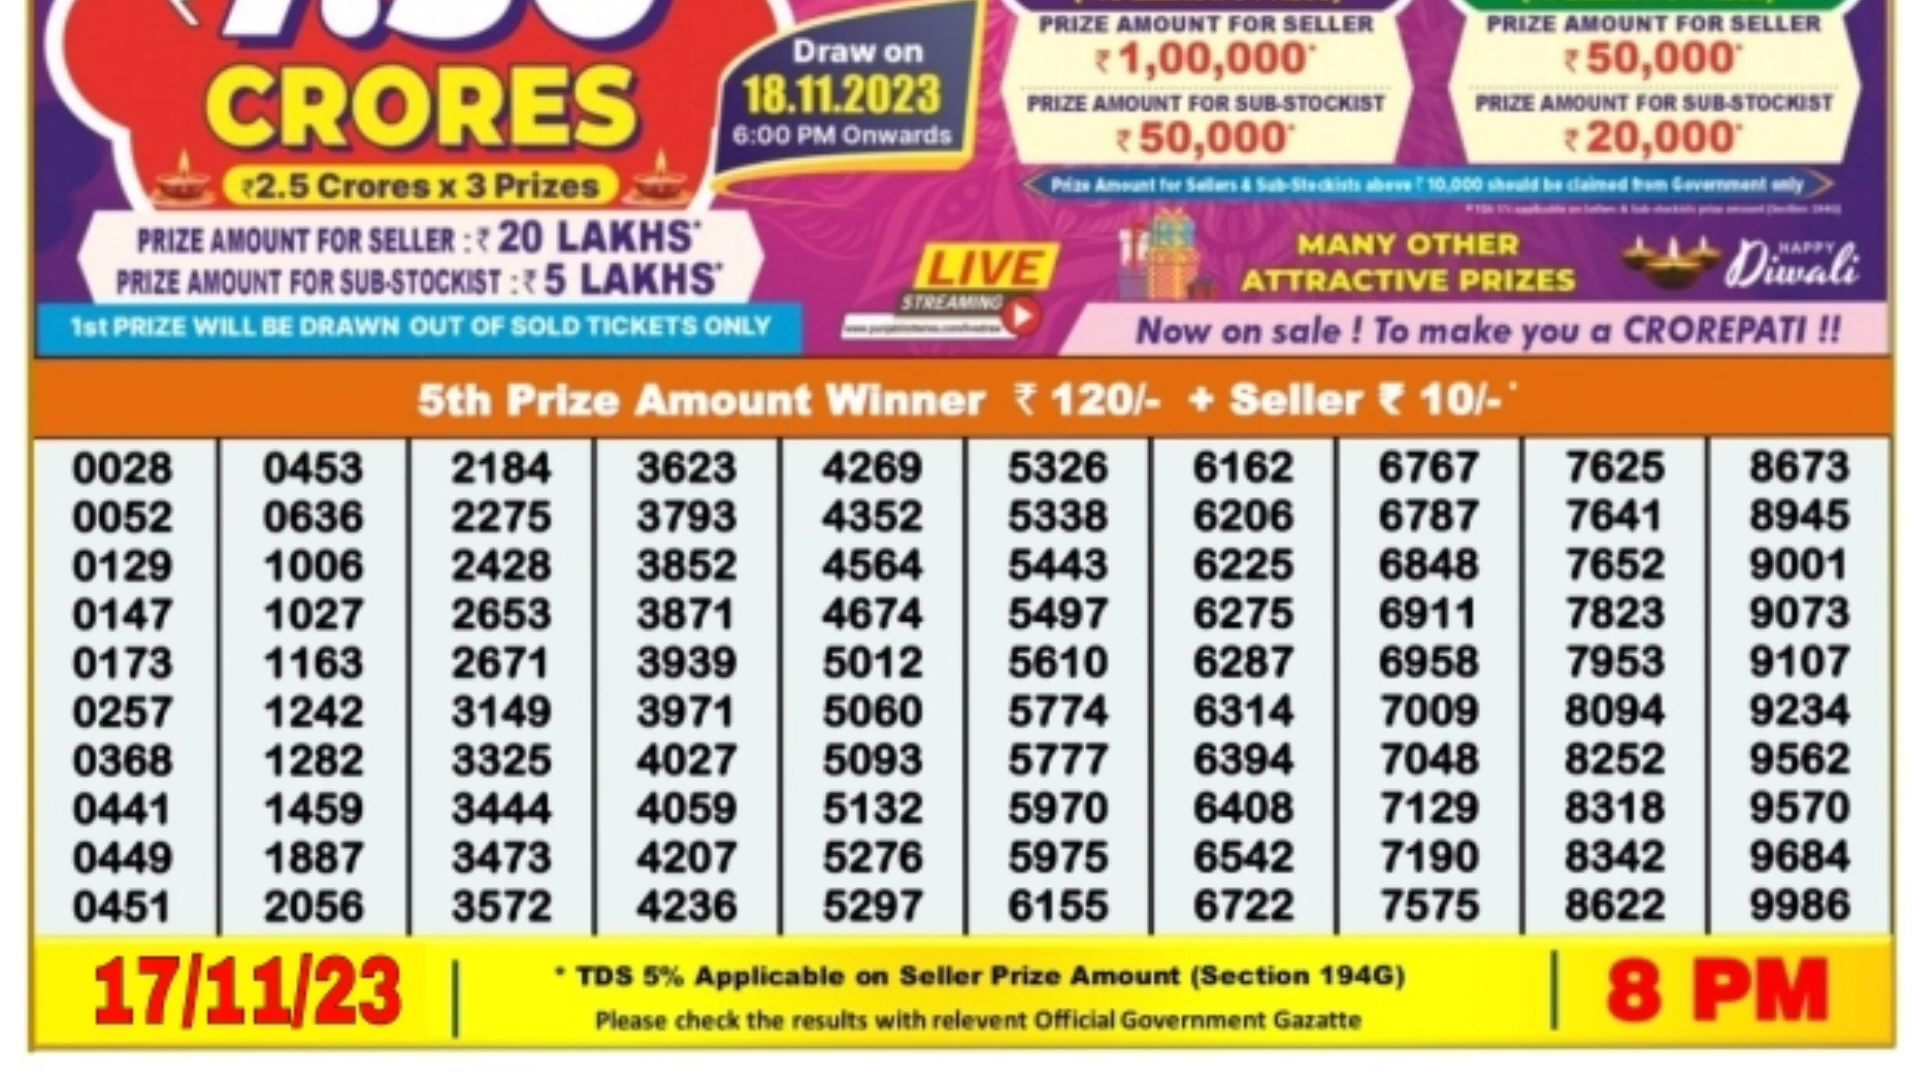 7.50
CRORES
₹2.5 Crores x 3 Prizes
PRIZE AMOUNT FOR SELLER : ₹ 20 LAKHS*
PRIZE AMOUNT FOR SUB-STOCKIST : ₹ 5 LAKHS*
1st PRIZE WILL BE DRAWN OUT OF SOLD TICKETS ONLY
Draw on
18.11.2023
6:00 PM Onwards
PRIZE AMOUNT FOR SELLER
₹ 1,00,000*
PRIZE AMOUNT FOR SUB-STOCKIST
₹ 50,000*
PRIZE AMOUNT FOR SELLER
₹ 50,000*
PRIZE AMOUNT FOR SUB-STOCKIST
₹ 20,000*
Prize Amount for Sellers & Sub-Stockists above ₹ 10,000 should be claimed from Government only
LIVE
STREAMING
MANY OTHER
ATTRACTIVE PRIZES
HAPPY
Diwali
Now on sale ! To make you a CROREPATI !!
5th Prize Amount Winner ₹ 120/- + Seller ₹ 10/-*
0028 0453 2184 3623 4269 5326 6162 6767 7625 8673
0052 0636 2275 3793 4352 5338 6206 6787 7641 8945
0129 1006 2428 3852 4564 5443 6225 6848 7652 9001
0147 1027 2653 3871 4674 5497 6275 6911 7823 9073
0173 1163 2671 3939 5012 5610 6287 6958 7953 9107
0257 1242 3149 3971 5060 5774 6314 7009 8094 9234
0368 1282 3325 4027 5093 5777 6394 7048 8252 9562
0441 1459 3444 4059 5132 5970 6408 7129 8318 9570
0449 1887 3473 4207 5276 5975 6542 7190 8342 9684
0451 2056 3572 4236 5297 6155 6722 7575 8622 9986
17/11/23
* TDS 5% Applicable on Seller Prize Amount (Section 194G)
Please check the results with relevent Official Government Gazatte
8 PM